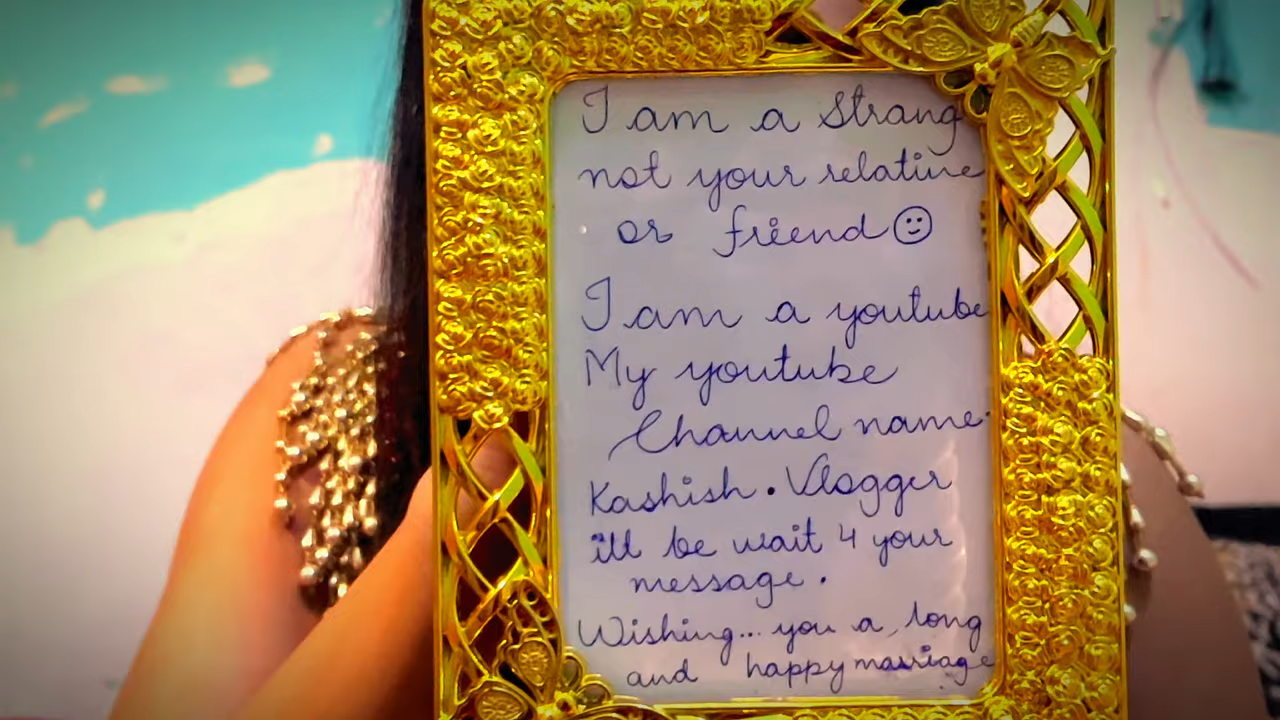 I am a Strang
not your relative
or friend
I am a youtube
My youtube
Channel name
Kashish. Vlogger
ill be wait 4 your
message.
Wishing... you a long
and happy marriage